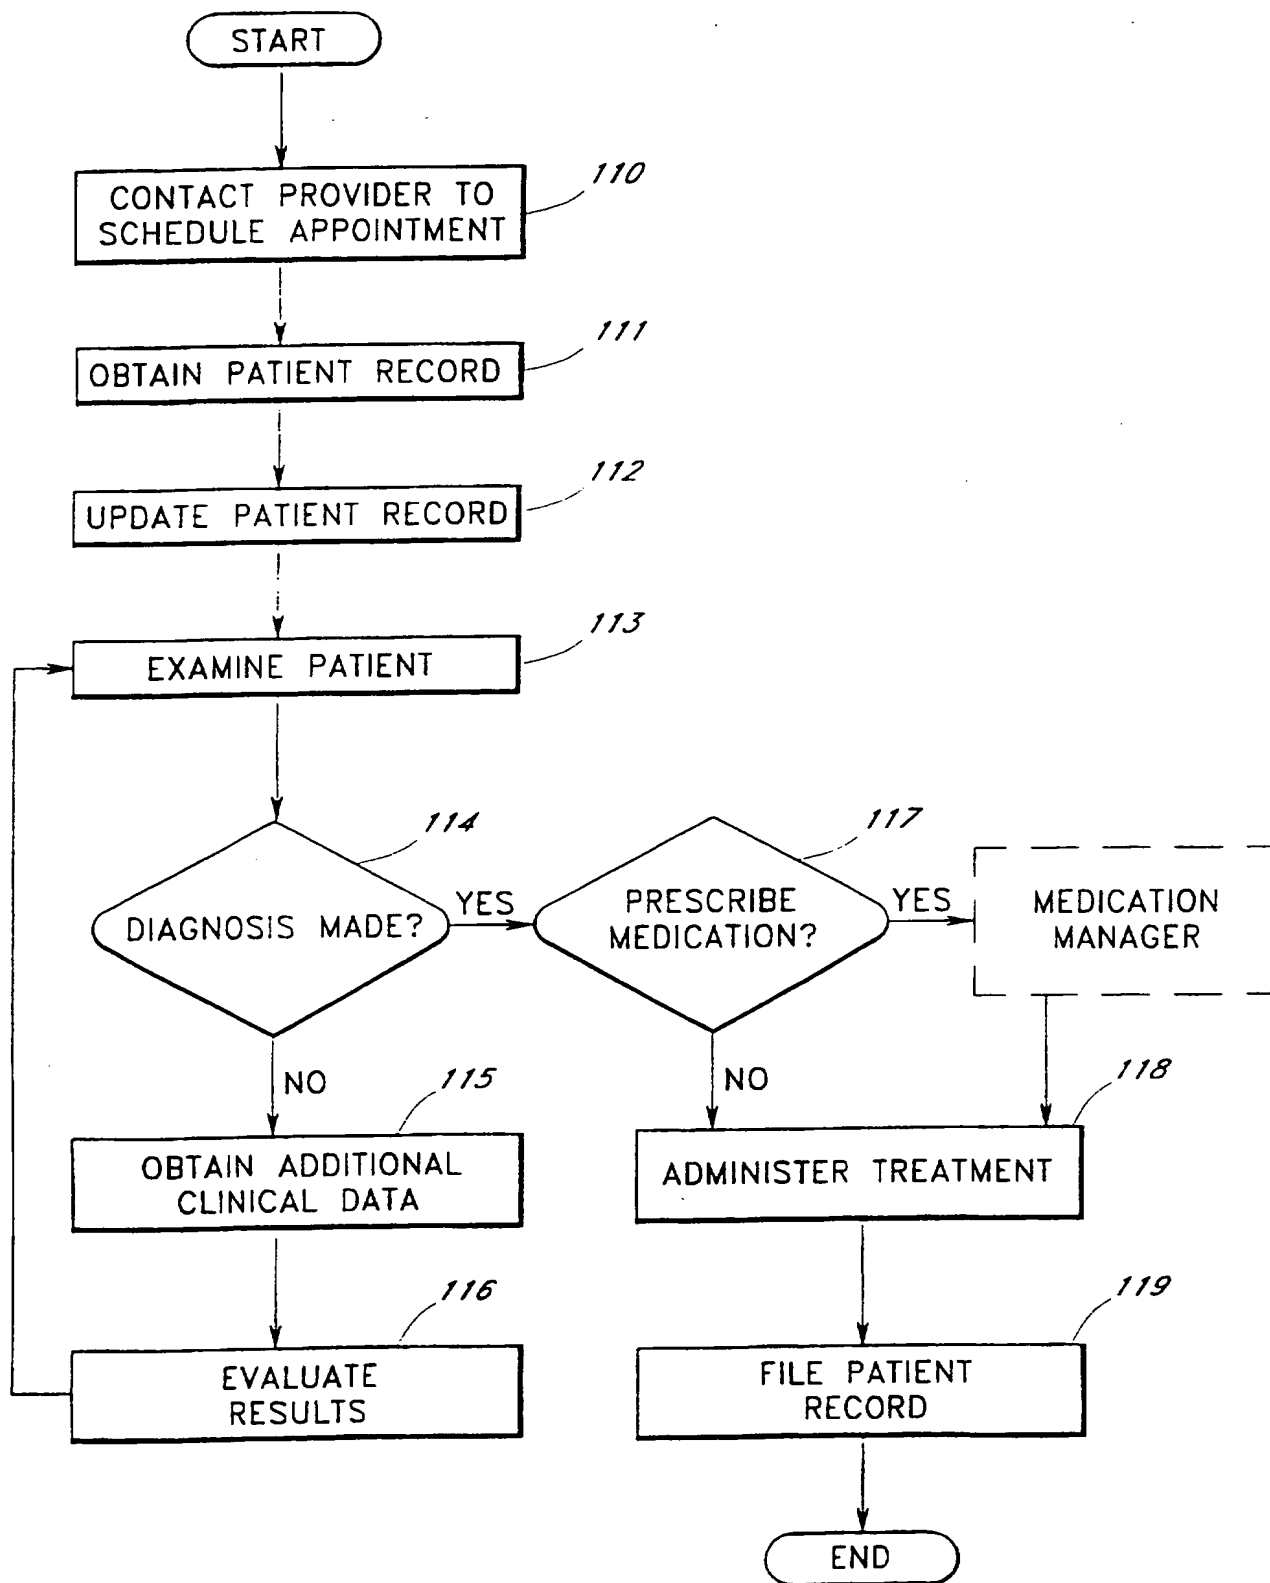 START
110
CONTACT PROVIDER TO
SCHEDULE APPOINTMENT
111
OBTAIN PATIENT RECORD
112
UPDATE PATIENT RECORD
113
EXAMINE PATIENT
114
DIAGNOSIS MADE?
YES
117
PRESCRIBE
MEDICATION?
YES
MEDICATION
MANAGER
NO
115
OBTAIN ADDITIONAL
CLINICAL DATA
116
EVALUATE
RESULTS
NO
118
ADMINISTER TREATMENT
119
FILE PATIENT
RECORD
END